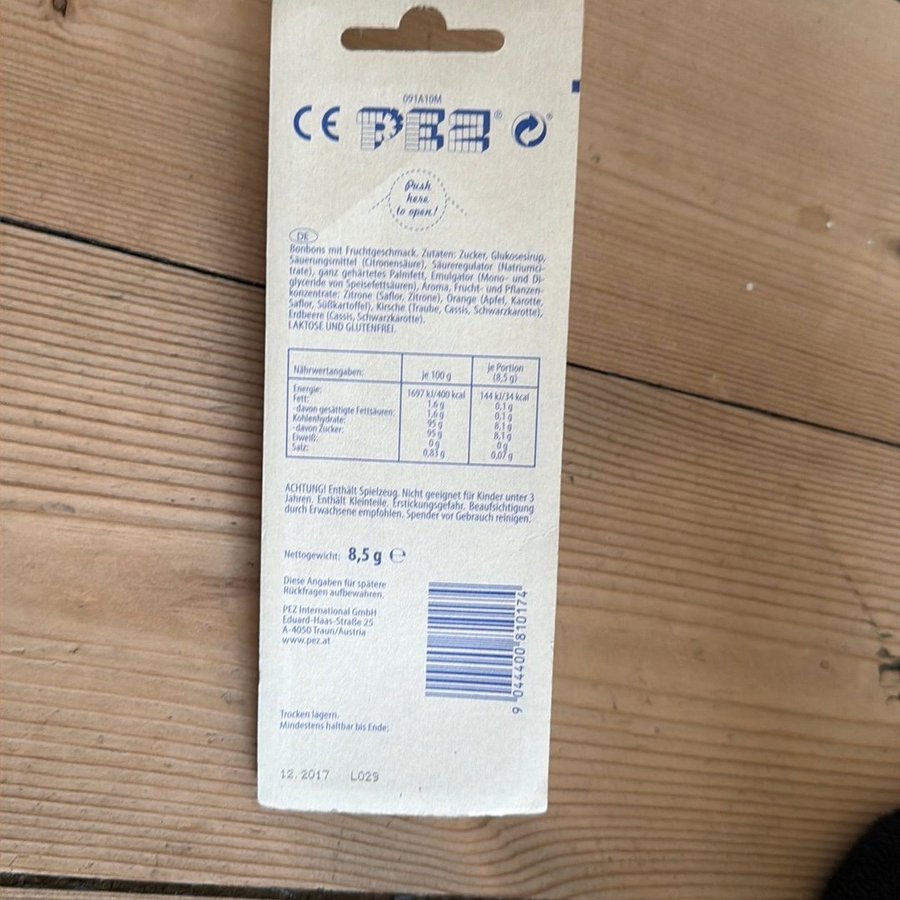 091A10M
CE PEZ®
Push
here
to open!
DE
Bonbons mit Fruchtgeschmack. Zutaten: Zucker, Glukosesirup,
Säuerungsmittel (Citronensäure), Säureregulator (Natriumci-
trate), ganz gehärtetes Palmfett, Emulgator (Mono- und Di-
glyceride von Speisefettsäuren), Aroma, Frucht- und Pflanzen-
konzentrate: Zitrone (Saflor, Zitrone), Orange (Apfel, Karotte,
Saflor, Süßkartoffel), Kirsche (Traube, Cassis, Schwarzkarotte),
Erdbeere (Cassis, Schwarzkarotte).
LAKTOSE UND GLUTENFREI.
Nährwertangaben: je 100 g je Portion
(8,5 g)
Energie: 1697 kJ/400 kcal 144 kJ/34 kcal
Fett: 1,6 g 0,1 g
-davon gesättigte Fettsäuren: 1,6 g 0,1 g
Kohlenhydrate: 95 g 8,1 g
-davon Zucker: 95 g 8,1 g
Eiweiß: 0 g 0 g
Salz: 0,83 g 0,07 g
ACHTUNG! Enthält Spielzeug. Nicht geeignet für Kinder unter 3
Jahren. Enthält Kleinteile. Erstickungsgefahr. Beaufsichtigung
durch Erwachsene empfohlen. Spender vor Gebrauch reinigen.
Nettogewicht: 8,5 g ℮
Diese Angaben für spätere
Rückfragen aufbewahren.
PEZ International GmbH
Eduard-Haas-Straße 25
A-4050 Traun/Austria
www.pez.at
9 044400 810174
Trocken lagern.
Mindestens haltbar bis Ende:
12.2017 L029